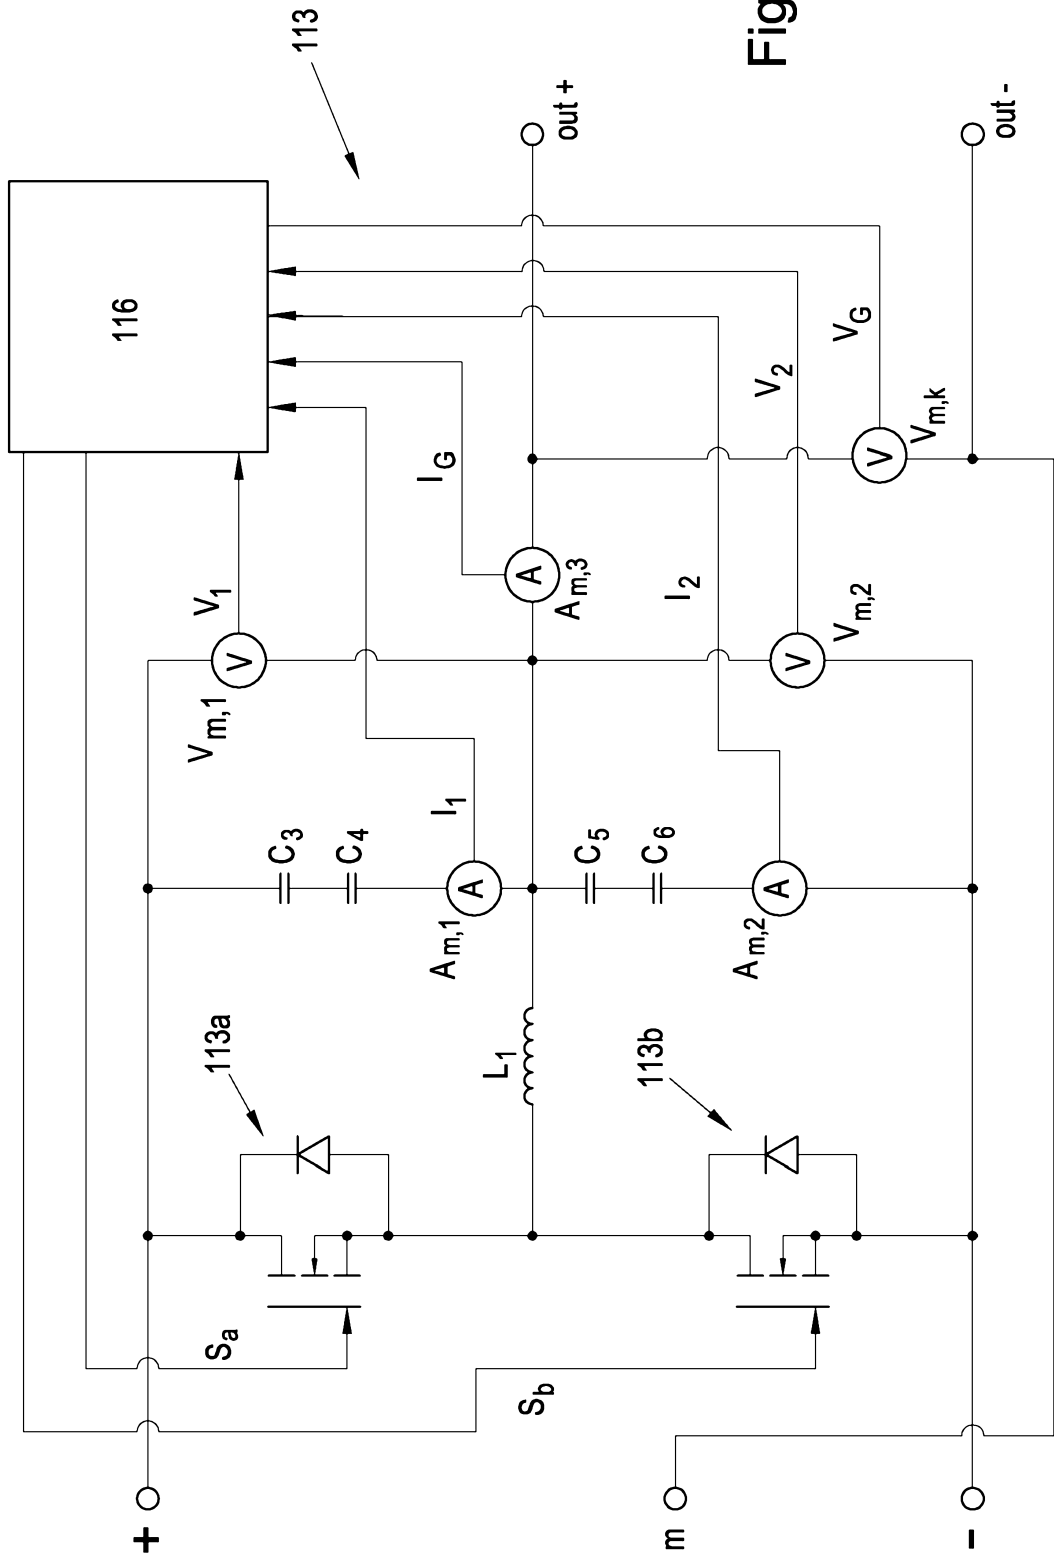 113
116
V1
Vm,1
I1
Am,1
C3
C4
IG
Am,3
out +
Fig
VG
V2
Vm,k
Vm,2
I2
C5
C6
Am,2
out -
113a
L1
113b
Sa
Sb
+
m
-
V
A
A
V
A
V